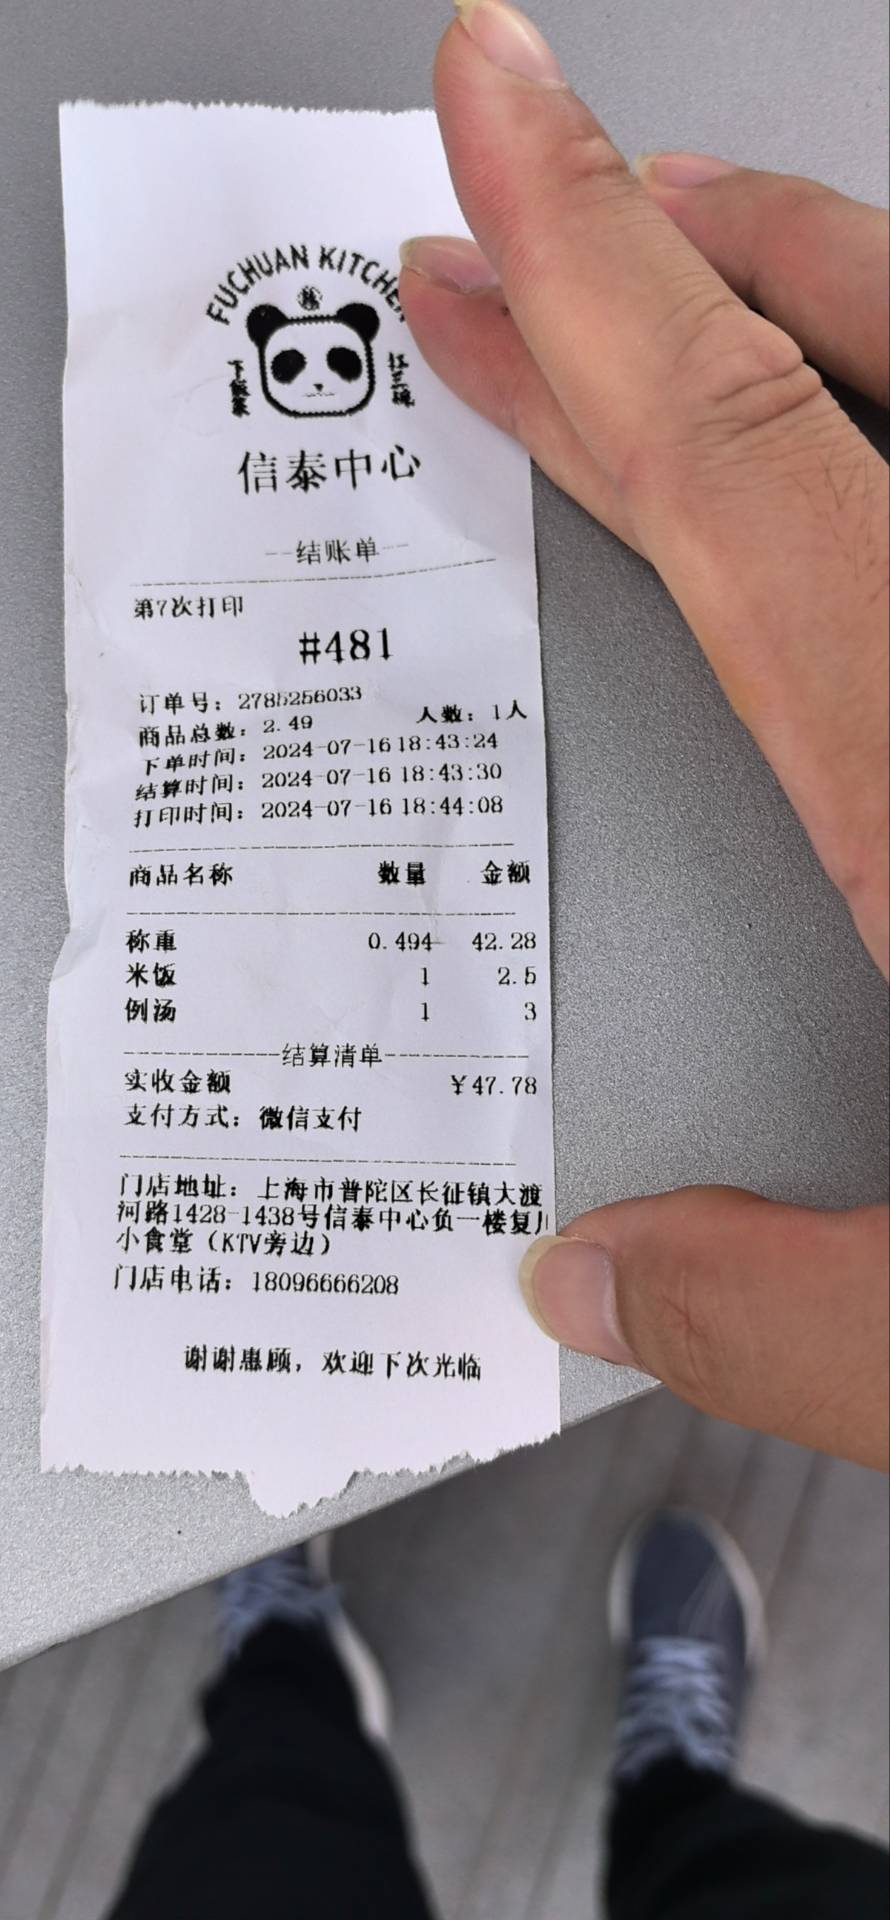 FUCHUAN KITCHEN
下饭菜
扛三碗
信泰中心
--结账单--
第7次打印
#481
订单号：2785256033
商品总数：2.49 人数：1人
下单时间：2024-07-16 18:43:24
结算时间：2024-07-16 18:43:30
打印时间：2024-07-16 18:44:08
商品名称 数量 金额
称重 0.494 42.28
米饭 1 2.5
例汤 1 3
结算清单
实收金额 ¥47.78
支付方式：微信支付
门店地址：上海市普陀区长征镇大渡
河路1428-1438号信泰中心负一楼复川
小食堂（KTV旁边）
门店电话：18096666208
谢谢惠顾，欢迎下次光临